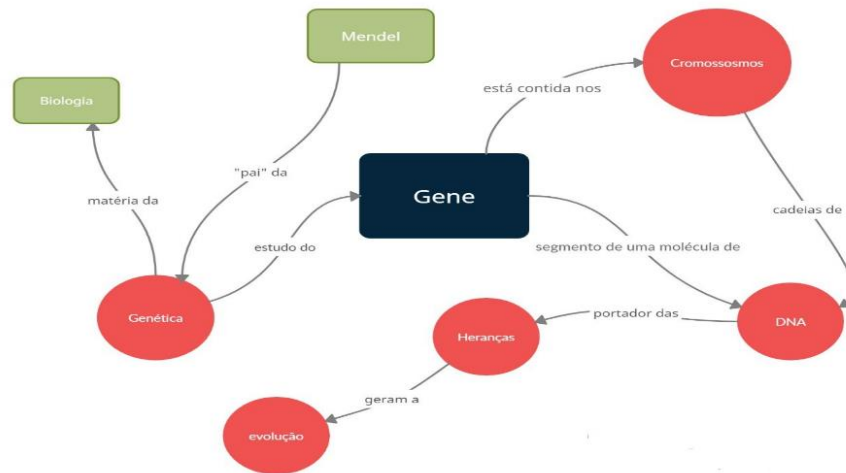 Mendel
Cromossosmos
está contida nos
Biologia
"pai" da
matéria da
Gene
cadeias de
estudo do
segmento de uma molécula de
Genética
portador das
DNA
Heranças
geram a
evolução